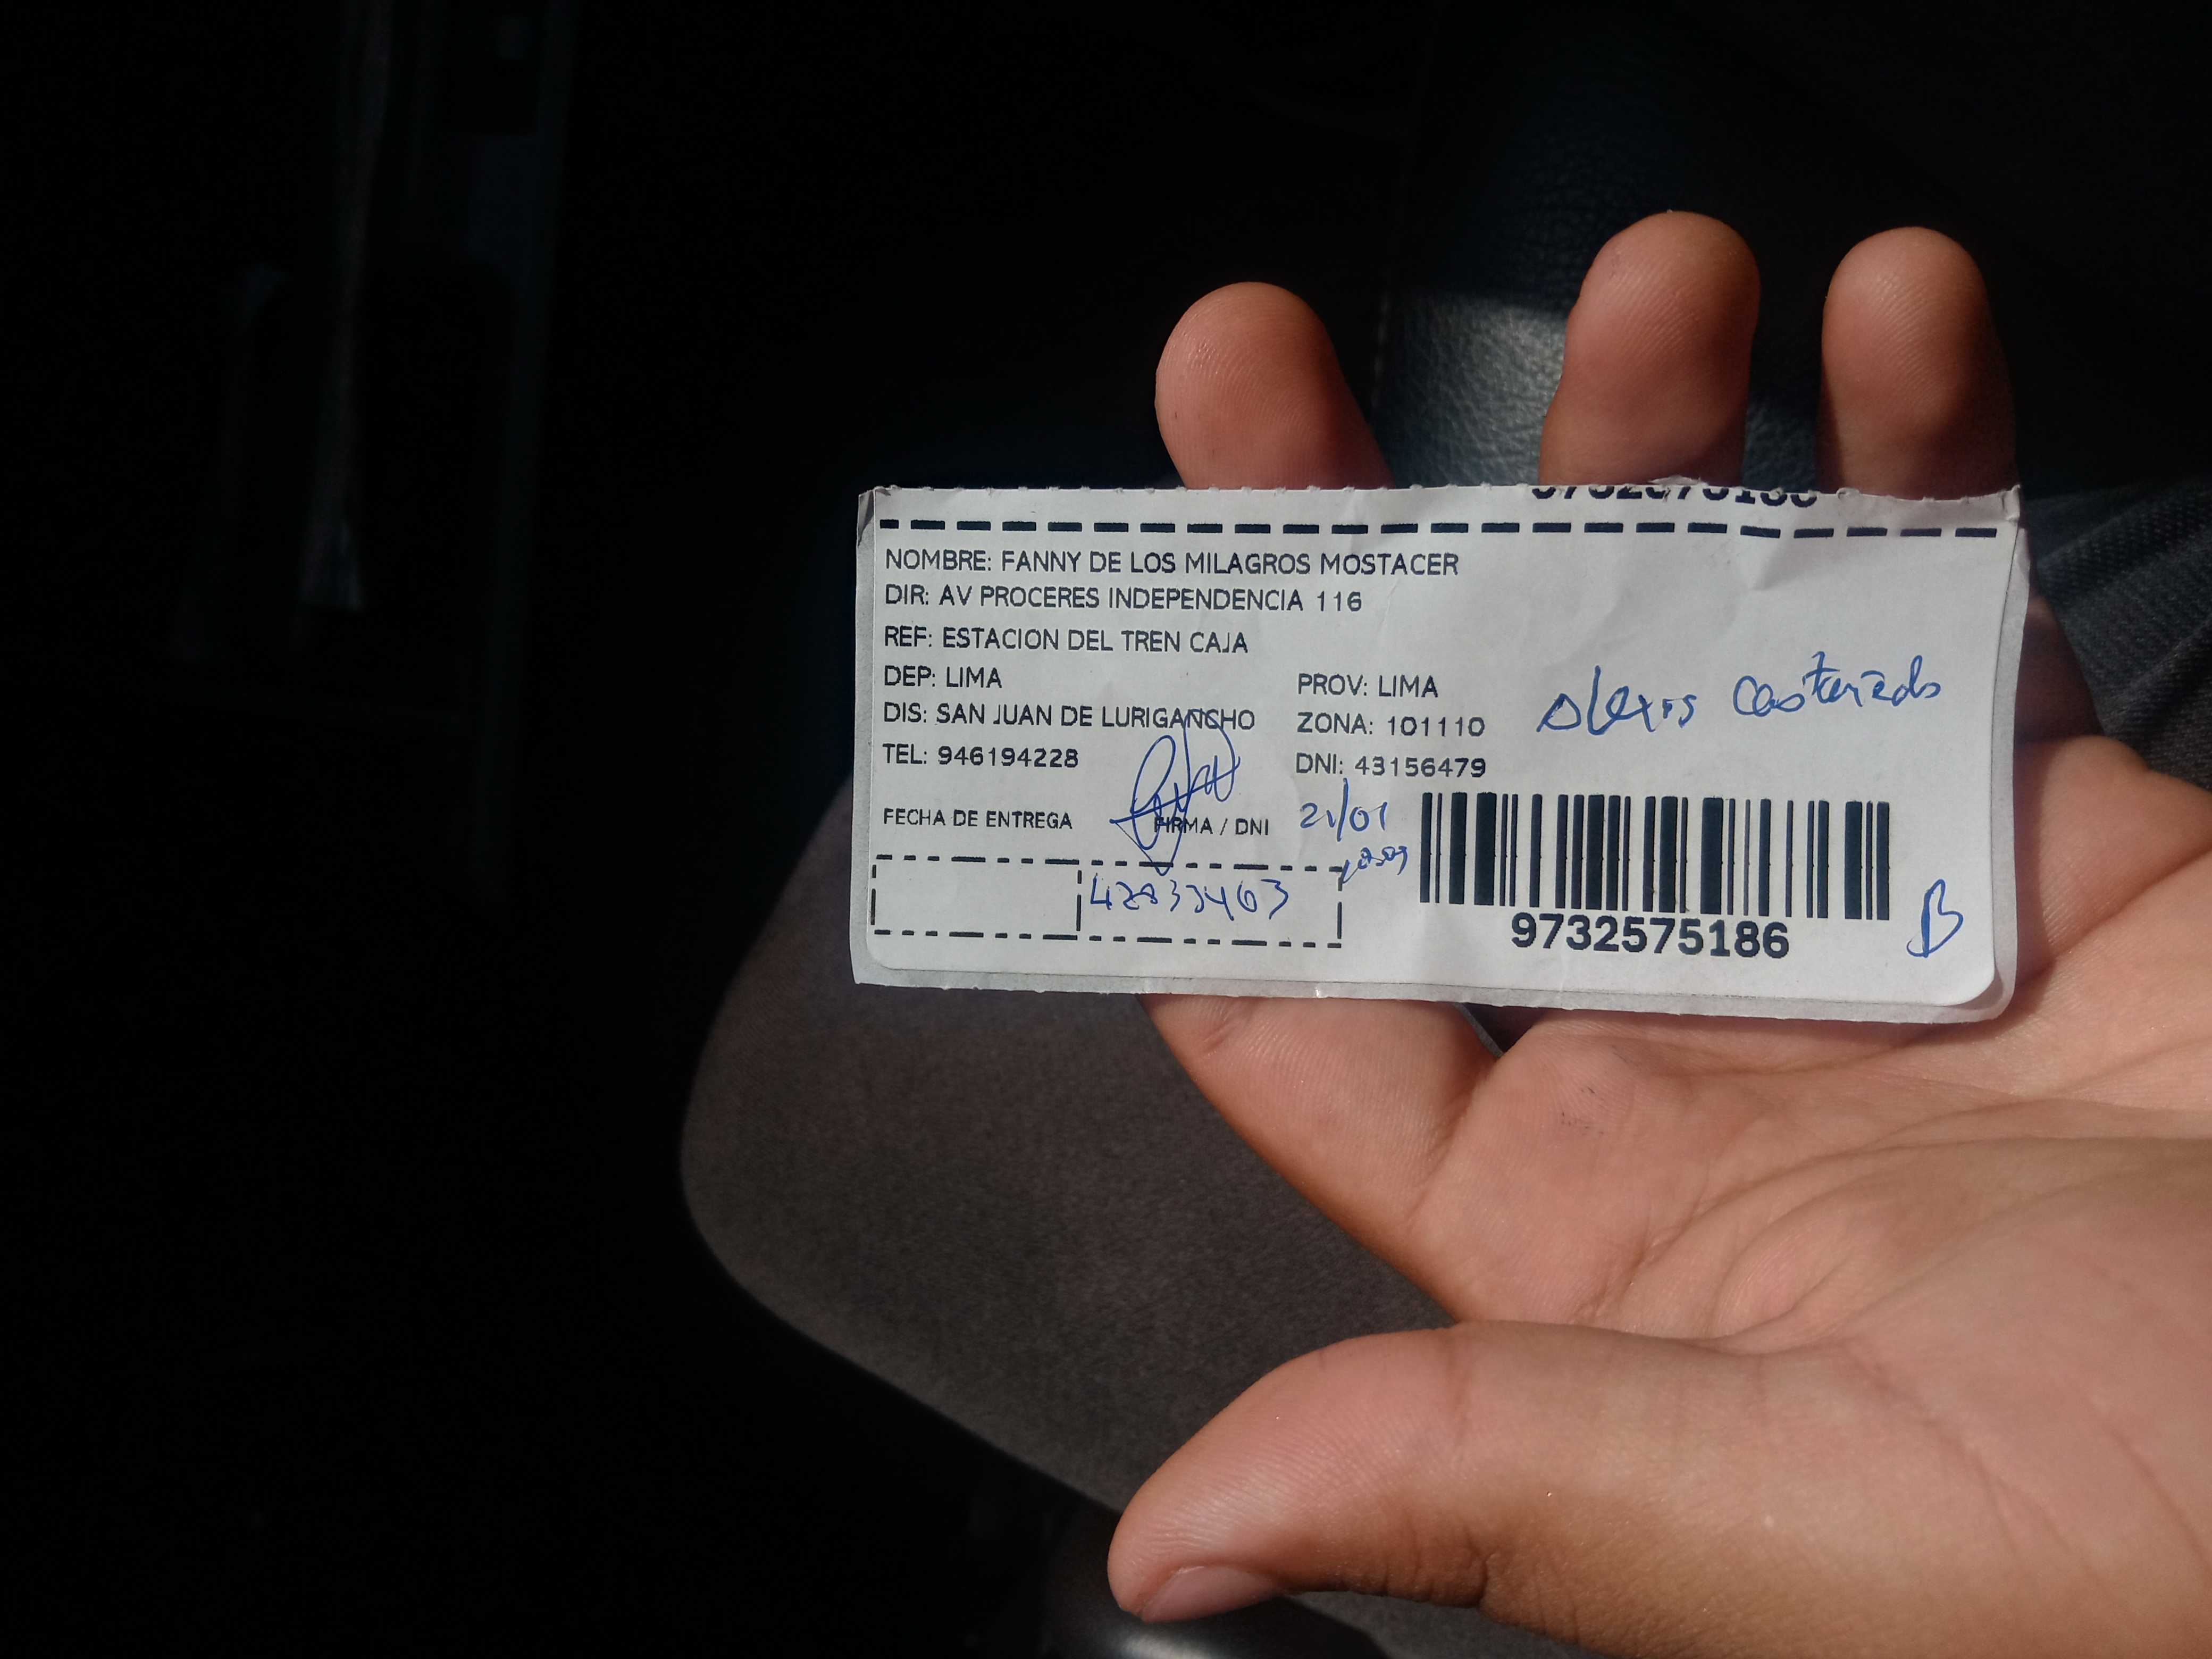 NOMBRE: FANNY DE LOS MILAGROS MOSTACER
DIR: AV PROCERES INDEPENDENCIA 116
REF: ESTACION DEL TREN CAJA
DEP: LIMA PROV: LIMA
DIS: SAN JUAN DE LURIGANCHO ZONA: 101110
Alexis Castañeda
TEL: 946194228 DNI: 43156479
FECHA DE ENTREGA FIRMA / DNI 21/01
9732575186
B